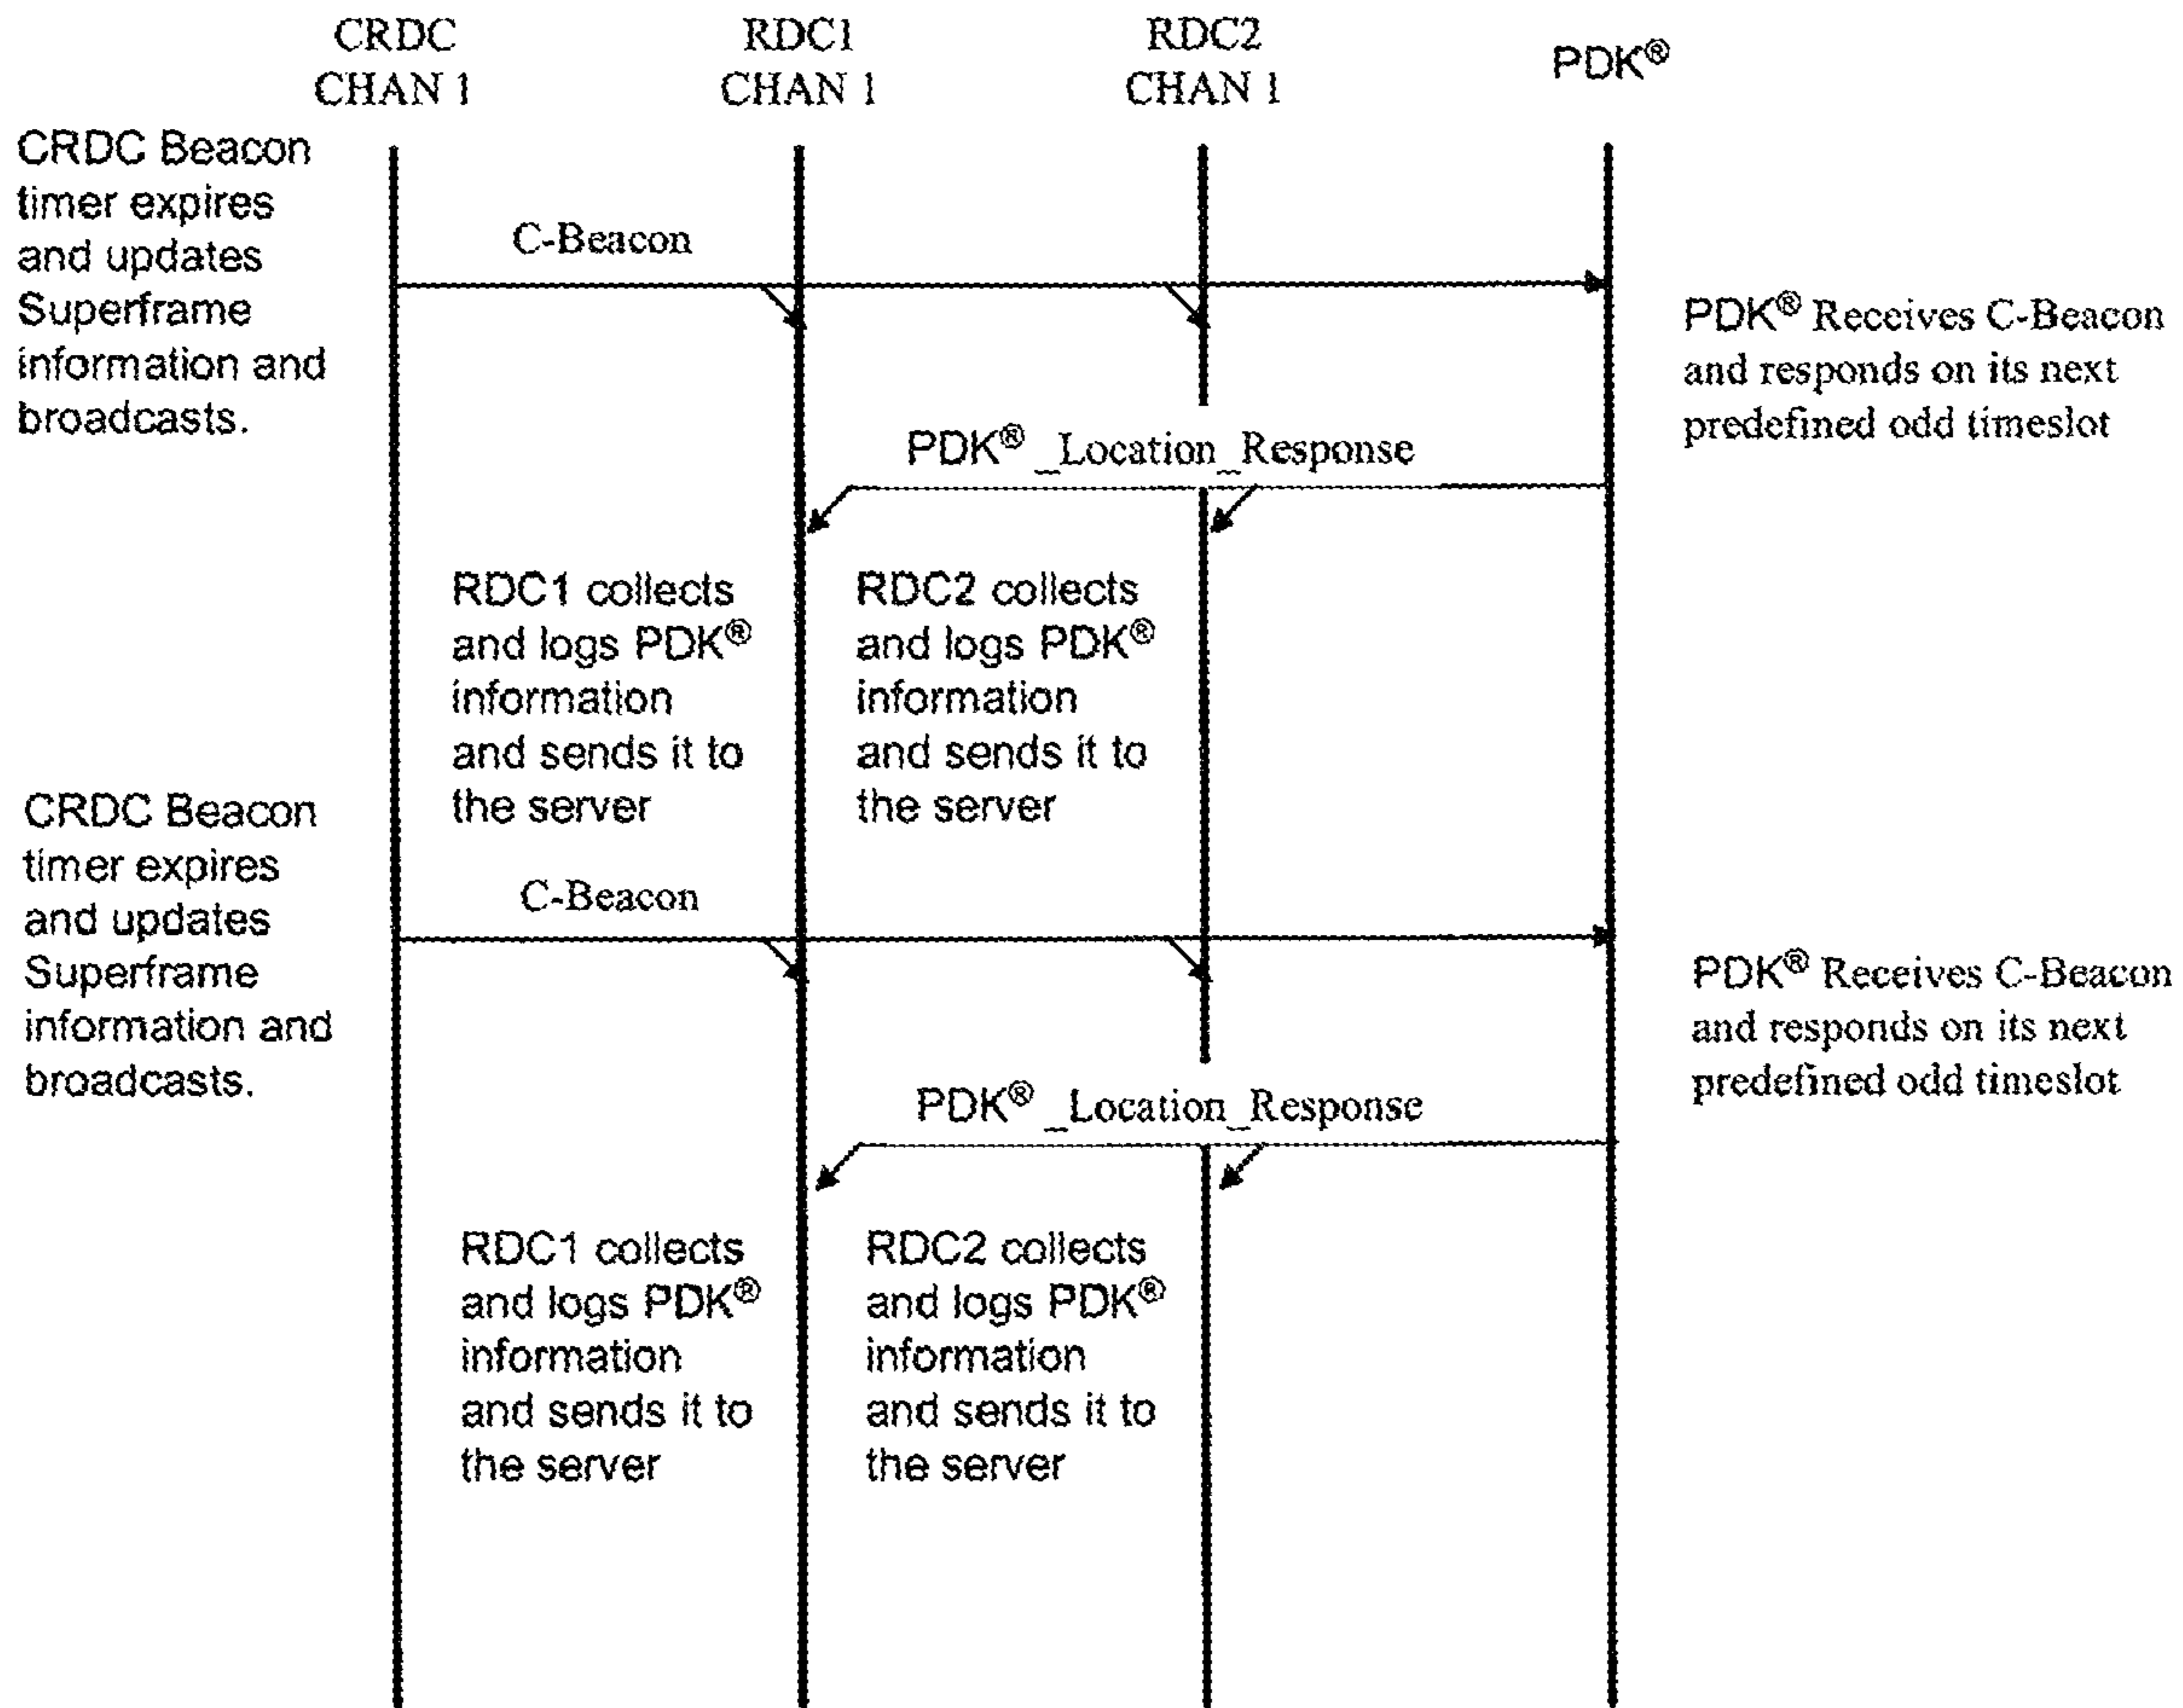 CRDC
CHAN 1
RDC1
CHAN 1
RDC2
CHAN 1
PDK®
CRDC Beacon
timer expires
and updates
Superframe
information and
broadcasts.
C-Beacon
PDK® Receives C-Beacon
and responds on its next
predefined odd timeslot
PDK® _Location_Response
RDC1 collects
and logs PDK®
information
and sends it to
the server
RDC2 collects
and logs PDK®
information
and sends it to
the server
CRDC Beacon
timer expires
and updates
Superframe
information and
broadcasts.
C-Beacon
PDK® Receives C-Beacon
and responds on its next
predefined odd timeslot
PDK® _Location_Response
RDC1 collects
and logs PDK®
information
and sends it to
the server
RDC2 collects
and logs PDK®
information
and sends it to
the server